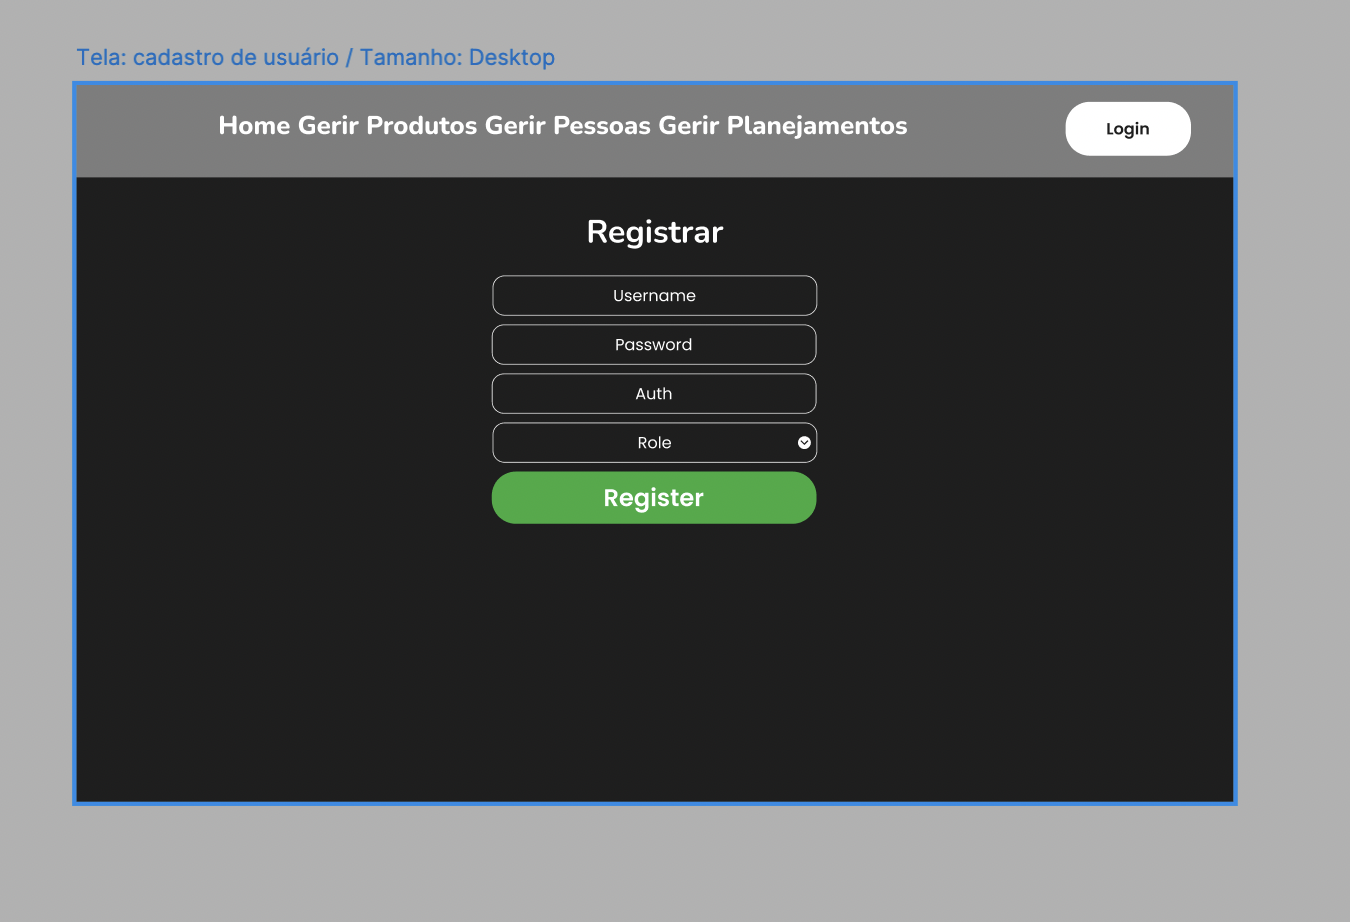 Tela: cadastro de usuário / Tamanho: Desktop
Home Gerir Produtos Gerir Pessoas Gerir Planejamentos
Login
Registrar
Username
Password
Auth
Role
Register